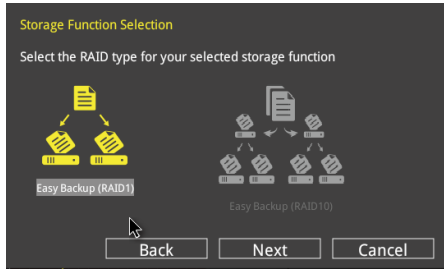 Storage Function Selection
Select the RAID type for your selected storage function
Easy Backup (RAID1)
Easy Backup (RAID10)
Back
Next
Cancel